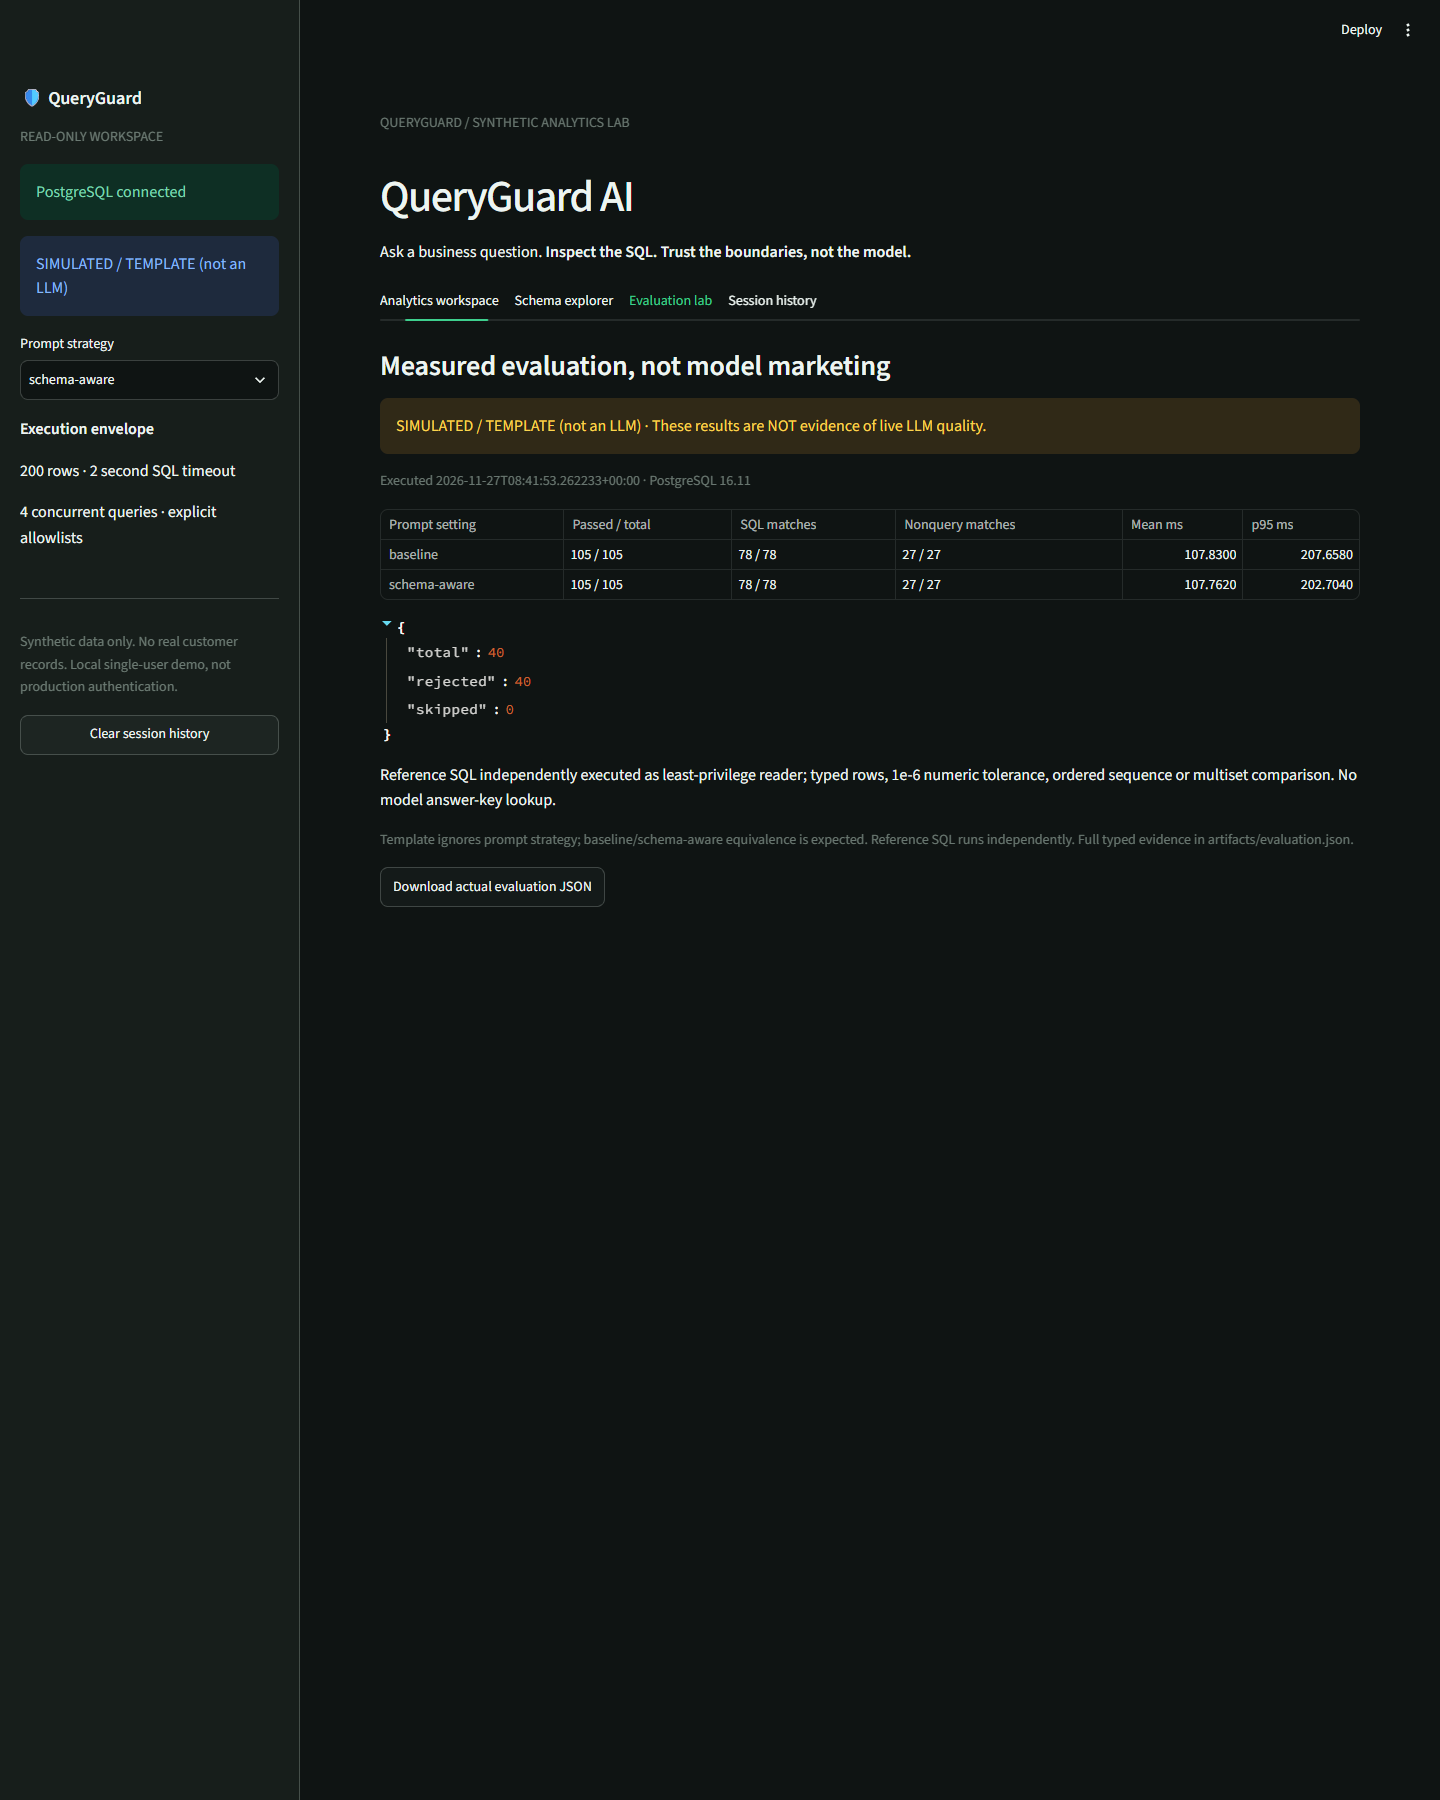 Deploy
QueryGuard
READ-ONLY WORKSPACE
PostgreSQL connected
SIMULATED / TEMPLATE (not an
LLM)
Prompt strategy
schema-aware
Execution envelope
200 rows · 2 second SQL timeout
4 concurrent queries · explicit
allowlists
Synthetic data only. No real customer
records. Local single-user demo, not
production authentication.
Clear session history
QUERYGUARD / SYNTHETIC ANALYTICS LAB
QueryGuard AI
Ask a business question. Inspect the SQL. Trust the boundaries, not the model.
Analytics workspace Schema explorer Evaluation lab Session history
Measured evaluation, not model marketing
SIMULATED / TEMPLATE (not an LLM) · These results are NOT evidence of live LLM quality.
Executed 2026-11-27T08:41:53.262233+00:00 · PostgreSQL 16.11
Prompt setting Passed / total SQL matches Nonquery matches Mean ms p95 ms
baseline 105 / 105 78 / 78 27 / 27 107.8300 207.6580
schema-aware 105 / 105 78 / 78 27 / 27 107.7620 202.7040
{
"total" : 40
"rejected" : 40
"skipped" : 0
}
Reference SQL independently executed as least-privilege reader; typed rows, 1e-6 numeric tolerance, ordered sequence or multiset comparison. No
model answer-key lookup.
Template ignores prompt strategy; baseline/schema-aware equivalence is expected. Reference SQL runs independently. Full typed evidence in artifacts/evaluation.json.
Download actual evaluation JSON